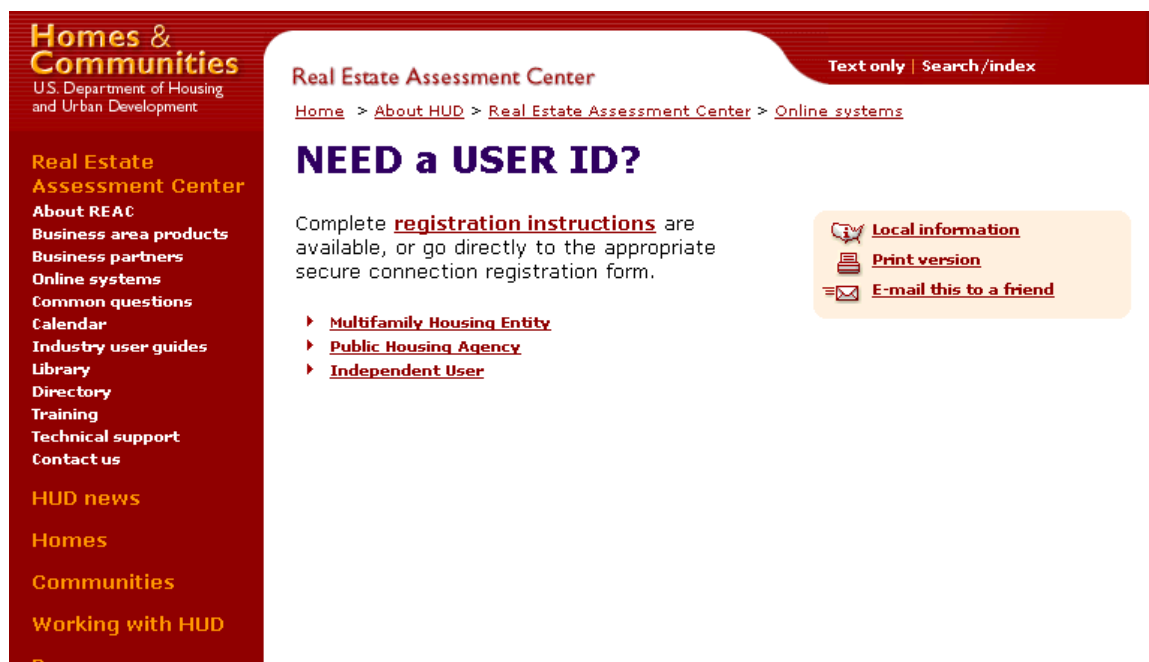 Homes &
Communities
U.S. Department of Housing
and Urban Development
Real Estate Assessment Center
Text only | Search/index
Home > About HUD > Real Estate Assessment Center > Online systems
NEED a USER ID?
Complete registration instructions are
available, or go directly to the appropriate
secure connection registration form.
Multifamily Housing Entity
Public Housing Agency
Independent User
Local information
Print version
E-mail this to a friend
Real Estate
Assessment Center
About REAC
Business area products
Business partners
Online systems
Common questions
Calendar
Industry user guides
Library
Directory
Training
Technical support
Contact us
HUD news
Homes
Communities
Working with HUD